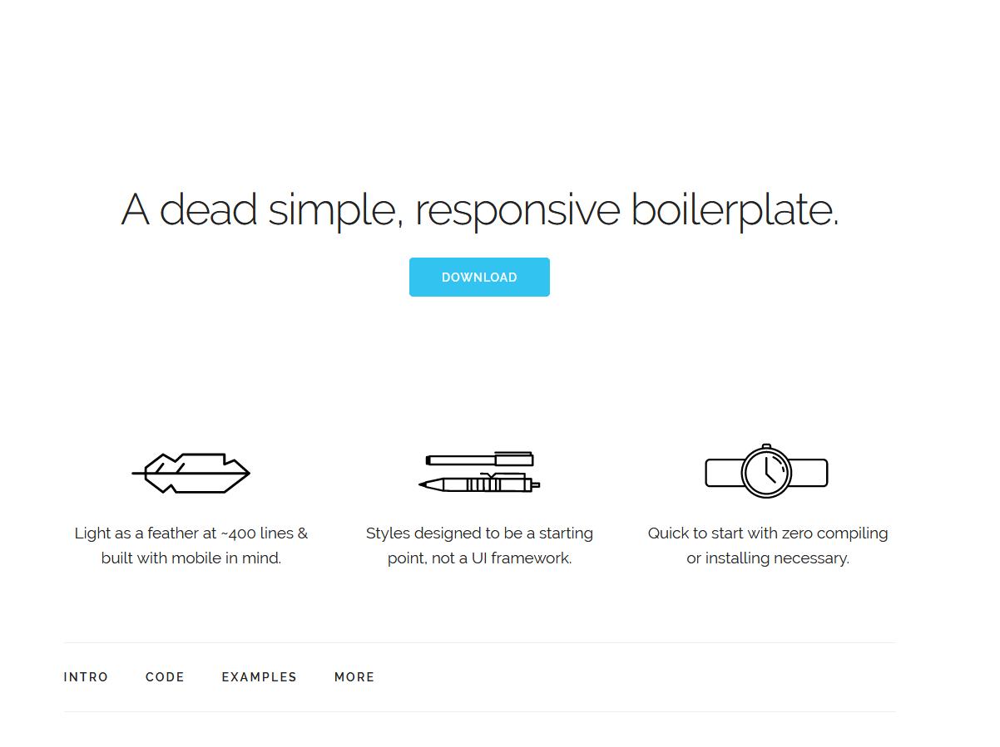 A dead simple, responsive boilerplate.
DOWNLOAD
Light as a feather at ~400 lines &
built with mobile in mind.
Styles designed to be a starting
point, not a UI framework.
Quick to start with zero compiling
or installing necessary.
INTRO CODE EXAMPLES MORE